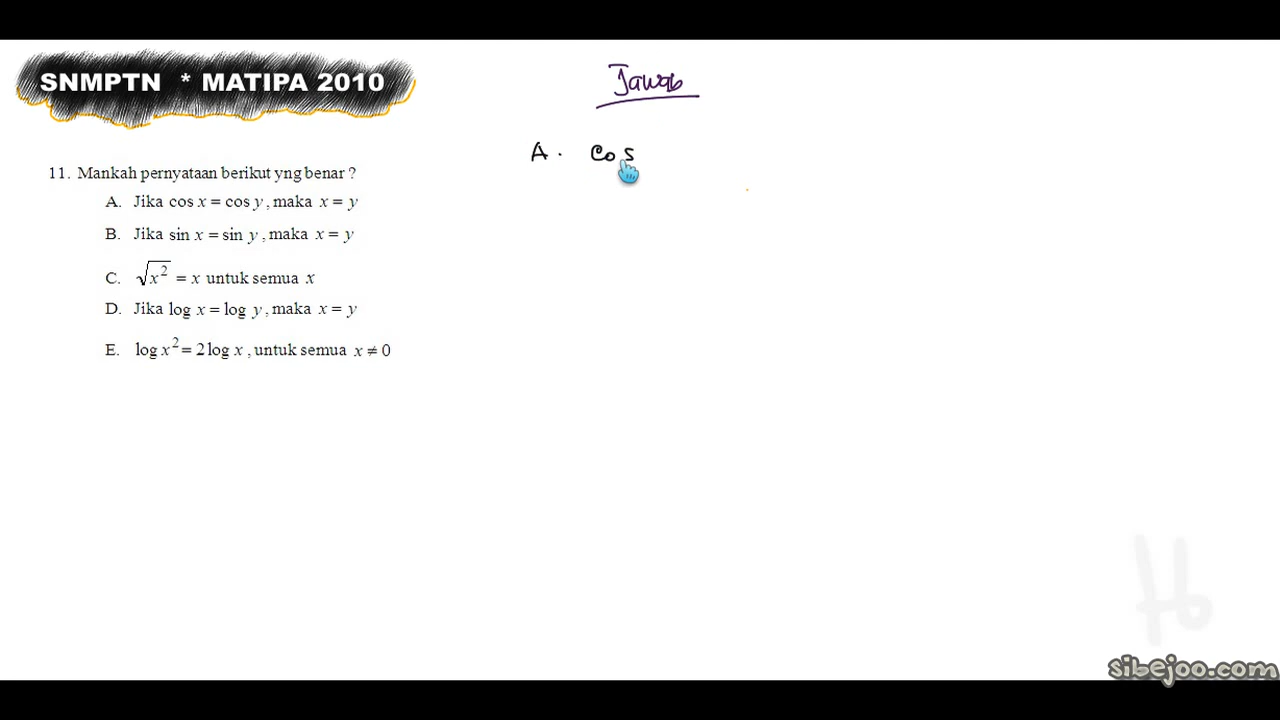 SNMPTN * MATIPA 2010
Jawab
A. Cos
11. Mankah pernyataan berikut yng benar ?
A. Jika cos x = cos y , maka x = y
B. Jika sin x = sin y , maka x = y
C. √x² = x untuk semua x
D. Jika log x = log y , maka x = y
E. log x² = 2 log x , untuk semua x ≠ 0
sibejoo.com